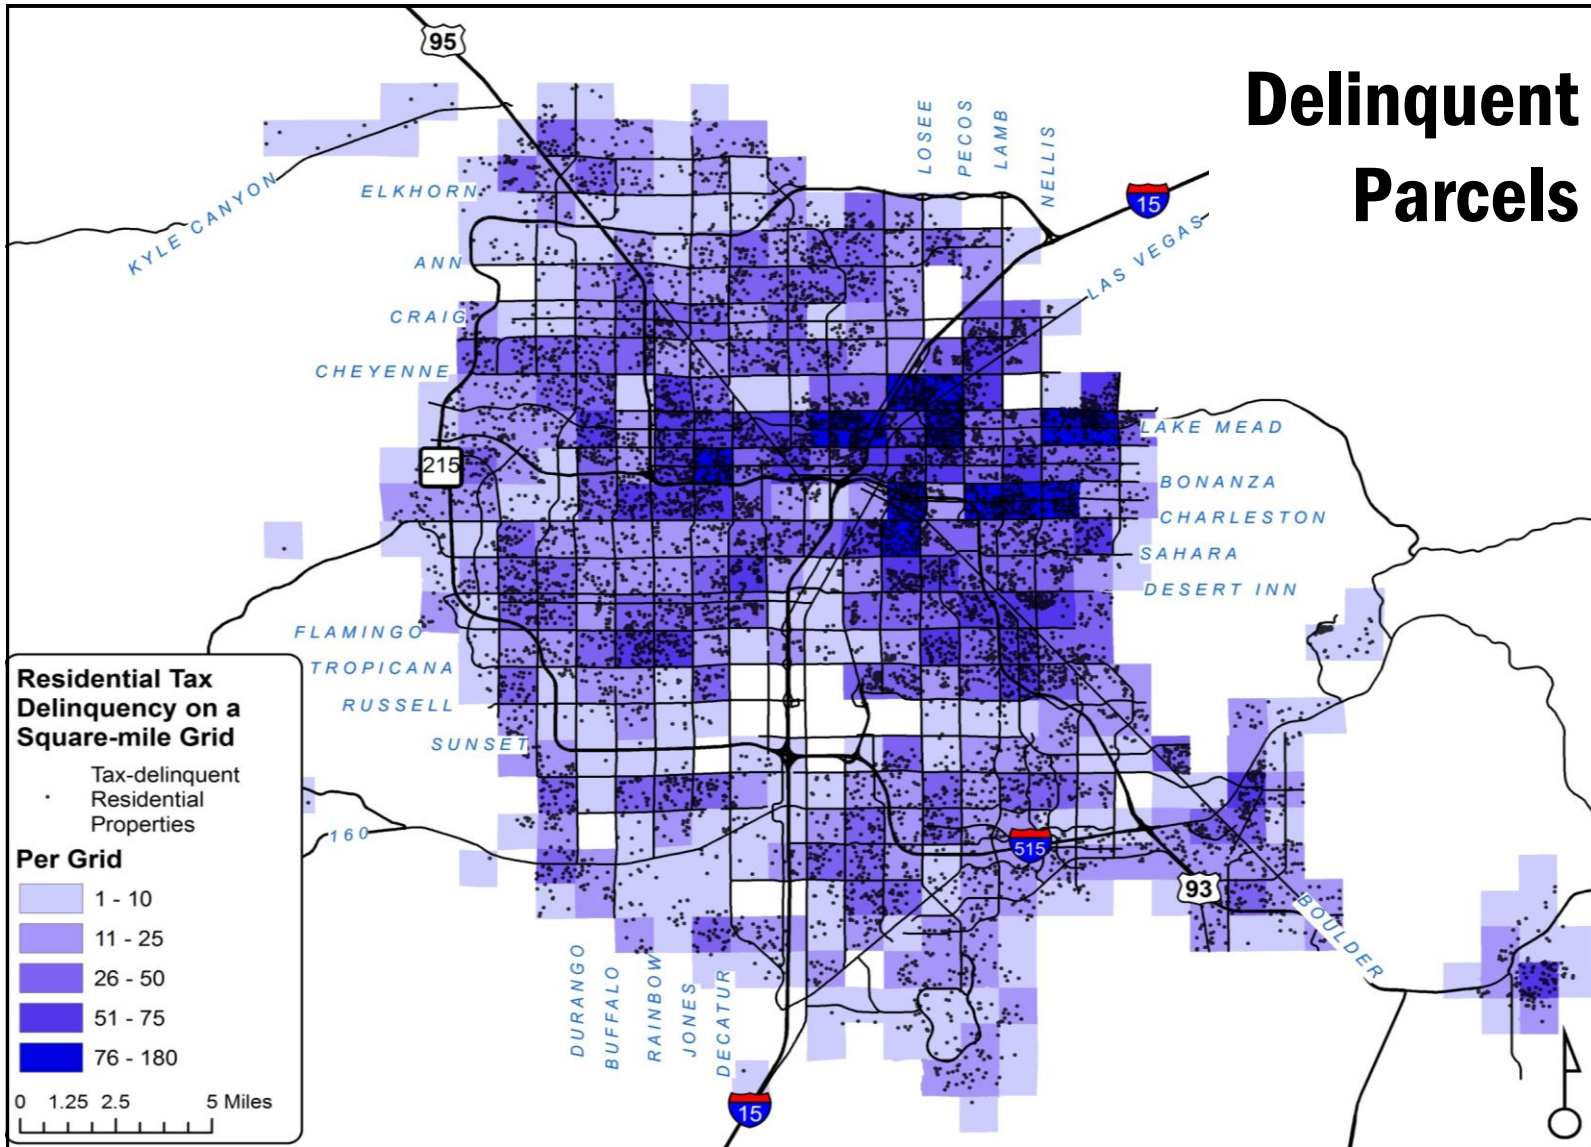 Delinquent
Parcels
95
LOSEE
PECOS
LAMB
NELLIS
15
LAS VEGAS
KYLE CANYON
ELKHORN
ANN
CRAIG
CHEYENNE
215
LAKE MEAD
BONANZA
CHARLESTON
SAHARA
DESERT INN
FLAMINGO
TROPICANA
RUSSELL
SUNSET
160
515
93
BOULDER
DURANGO
BUFFALO
RAINBOW
JONES
DECATUR
15
Residential Tax
Delinquency on a
Square-mile Grid
Tax-delinquent
Residential
Properties
Per Grid
1 - 10
11 - 25
26 - 50
51 - 75
76 - 180
0 1.25 2.5 5 Miles